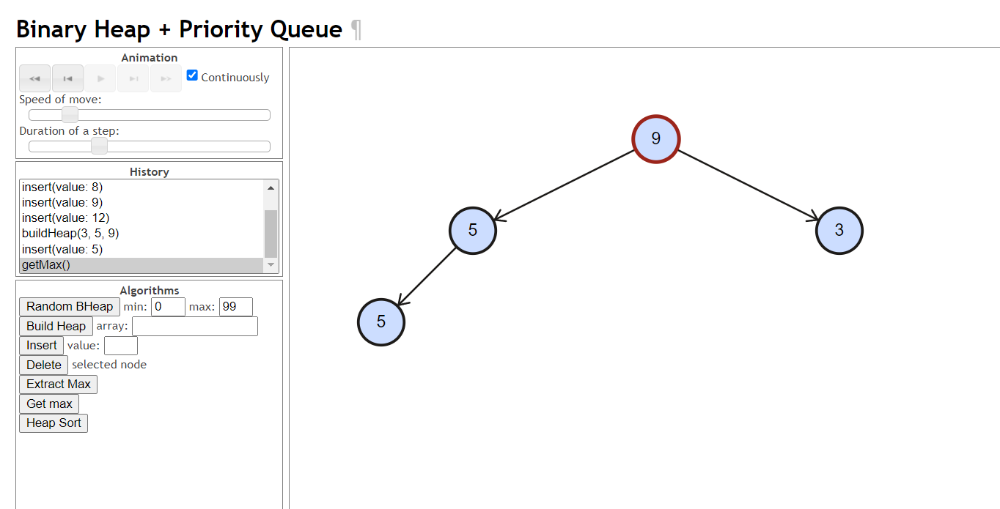 Binary Heap + Priority Queue ¶
Animation
Continuously
Speed of move:
Duration of a step:
History
insert(value: 8)
insert(value: 9)
insert(value: 12)
buildHeap(3, 5, 9)
insert(value: 5)
getMax()
Algorithms
Random BHeap min: 0 max: 99
Build Heap array:
Insert value:
Delete selected node
Extract Max
Get max
Heap Sort
9
5 3
5